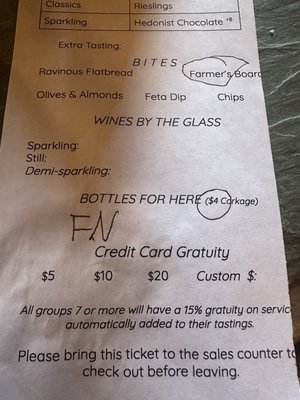 Classics Rieslings
Sparkling Hedonist Chocolate +8
Extra Tasting:
BITES
Ravinous Flatbread Farmer's Board
Olives & Almonds Feta Dip Chips
WINES BY THE GLASS
Sparkling:
Still:
Demi-sparkling:
BOTTLES FOR HERE ($4 Corkage)
FN
Credit Card Gratuity
$5 $10 $20 Custom $:
All groups 7 or more will have a 15% gratuity on servic
automatically added to their tastings.
Please bring this ticket to the sales counter to
check out before leaving.